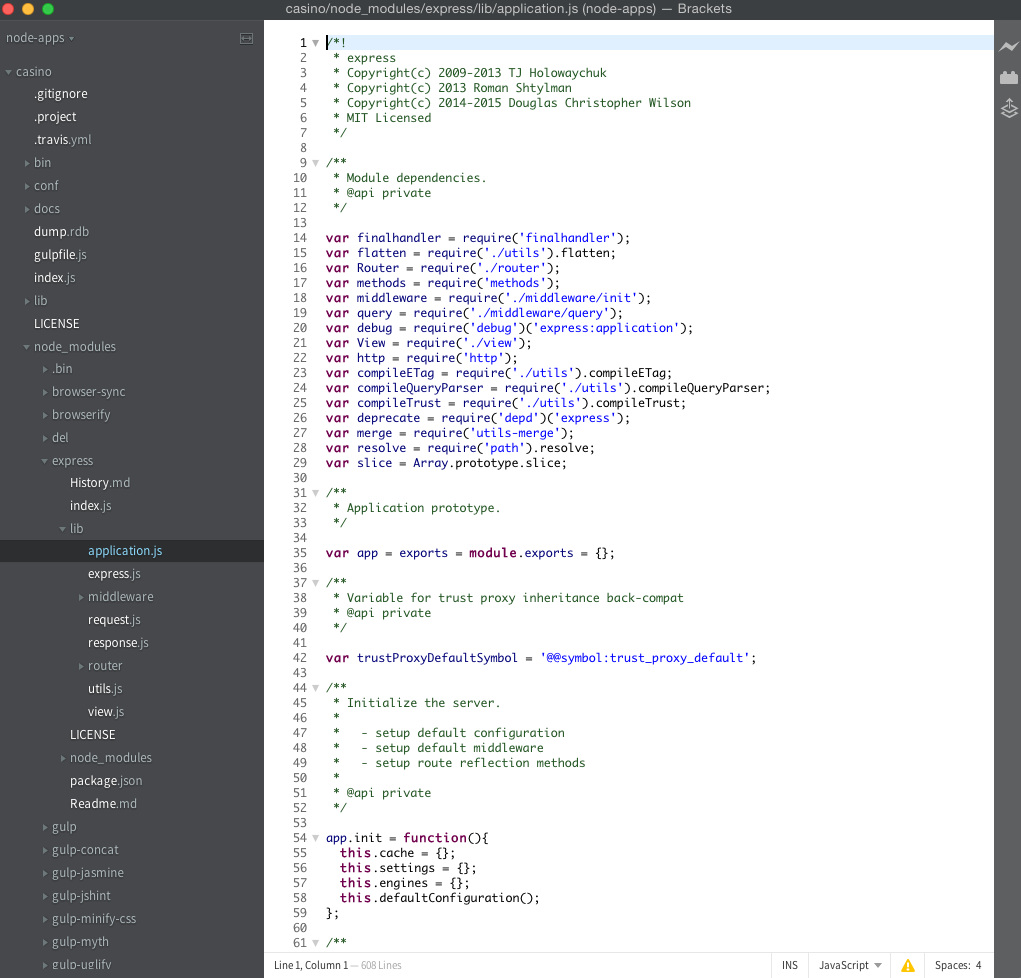 casino/node_modules/express/lib/application.js (node-apps) — Brackets
node-apps
casino
.gitignore
.project
.travis.yml
bin
conf
docs
dump.rdb
gulpfile.js
index.js
lib
LICENSE
node_modules
.bin
browser-sync
browserify
del
express
History.md
index.js
lib
application.js
express.js
middleware
request.js
response.js
router
utils.js
view.js
LICENSE
node_modules
package.json
Readme.md
gulp
gulp-concat
gulp-jasmine
gulp-jshint
gulp-minify-css
gulp-myth
gulp-uglify
1 /*!
2  * express
3  * Copyright(c) 2009-2013 TJ Holowaychuk
4  * Copyright(c) 2013 Roman Shtylman
5  * Copyright(c) 2014-2015 Douglas Christopher Wilson
6  * MIT Licensed
7  */
8
9 /**
10  * Module dependencies.
11  * @api private
12  */
13
14 var finalhandler = require('finalhandler');
15 var flatten = require('./utils').flatten;
16 var Router = require('./router');
17 var methods = require('methods');
18 var middleware = require('./middleware/init');
19 var query = require('./middleware/query');
20 var debug = require('debug')('express:application');
21 var View = require('./view');
22 var http = require('http');
23 var compileETag = require('./utils').compileETag;
24 var compileQueryParser = require('./utils').compileQueryParser;
25 var compileTrust = require('./utils').compileTrust;
26 var deprecate = require('depd')('express');
27 var merge = require('utils-merge');
28 var resolve = require('path').resolve;
29 var slice = Array.prototype.slice;
30
31 /**
32  * Application prototype.
33  */
34
35 var app = exports = module.exports = {};
36
37 /**
38  * Variable for trust proxy inheritance back-compat
39  * @api private
40  */
41
42 var trustProxyDefaultSymbol = '@@symbol:trust_proxy_default';
43
44 /**
45  * Initialize the server.
46  *
47  *   - setup default configuration
48  *   - setup default middleware
49  *   - setup route reflection methods
50  *
51  * @api private
52  */
53
54 app.init = function(){
55   this.cache = {};
56   this.settings = {};
57   this.engines = {};
58   this.defaultConfiguration();
59 };
60
61 /**
Line 1, Column 1 — 608 Lines
INS
JavaScript
Spaces: 4